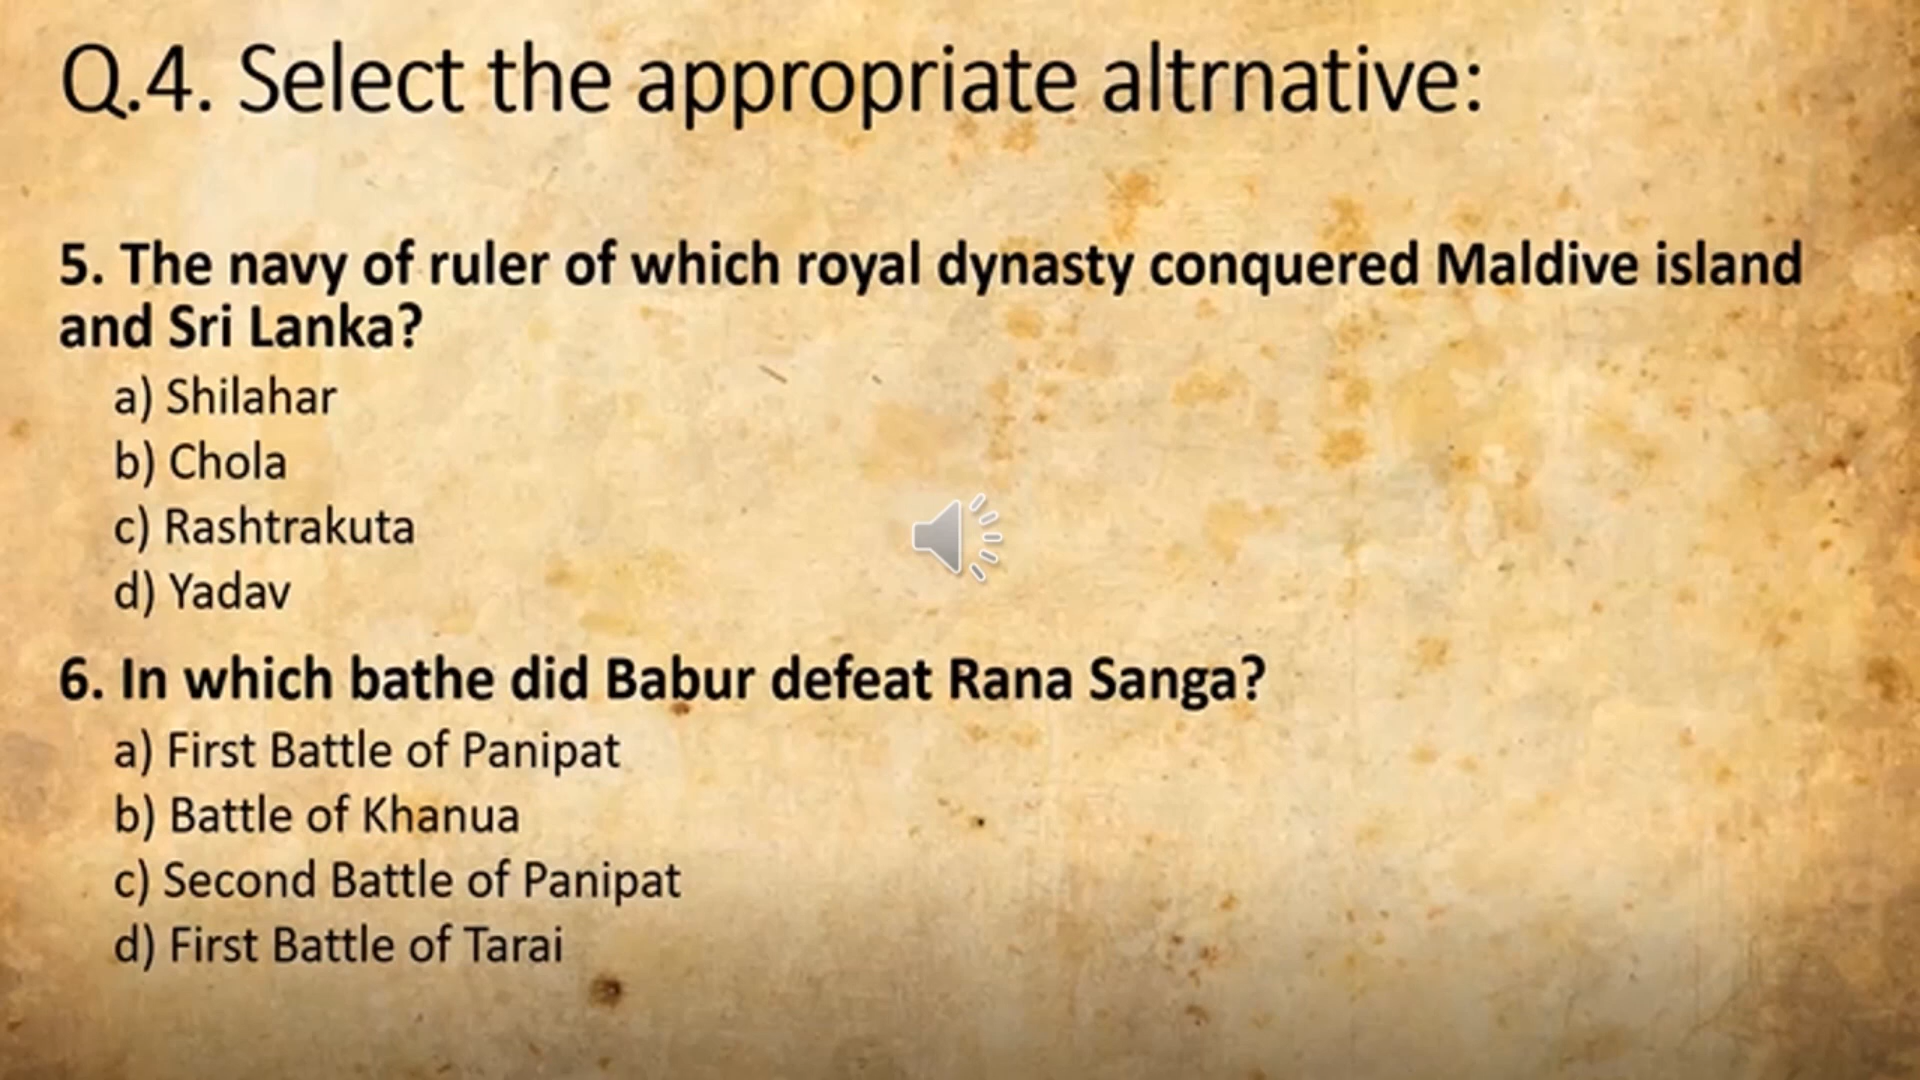 Q.4. Select the appropriate altrnative:
5. The navy of ruler of which royal dynasty conquered Maldive island
and Sri Lanka?
a) Shilahar
b) Chola
c) Rashtrakuta
d) Yadav
6. In which bathe did Babur defeat Rana Sanga?
a) First Battle of Panipat
b) Battle of Khanua
c) Second Battle of Panipat
d) First Battle of Tarai